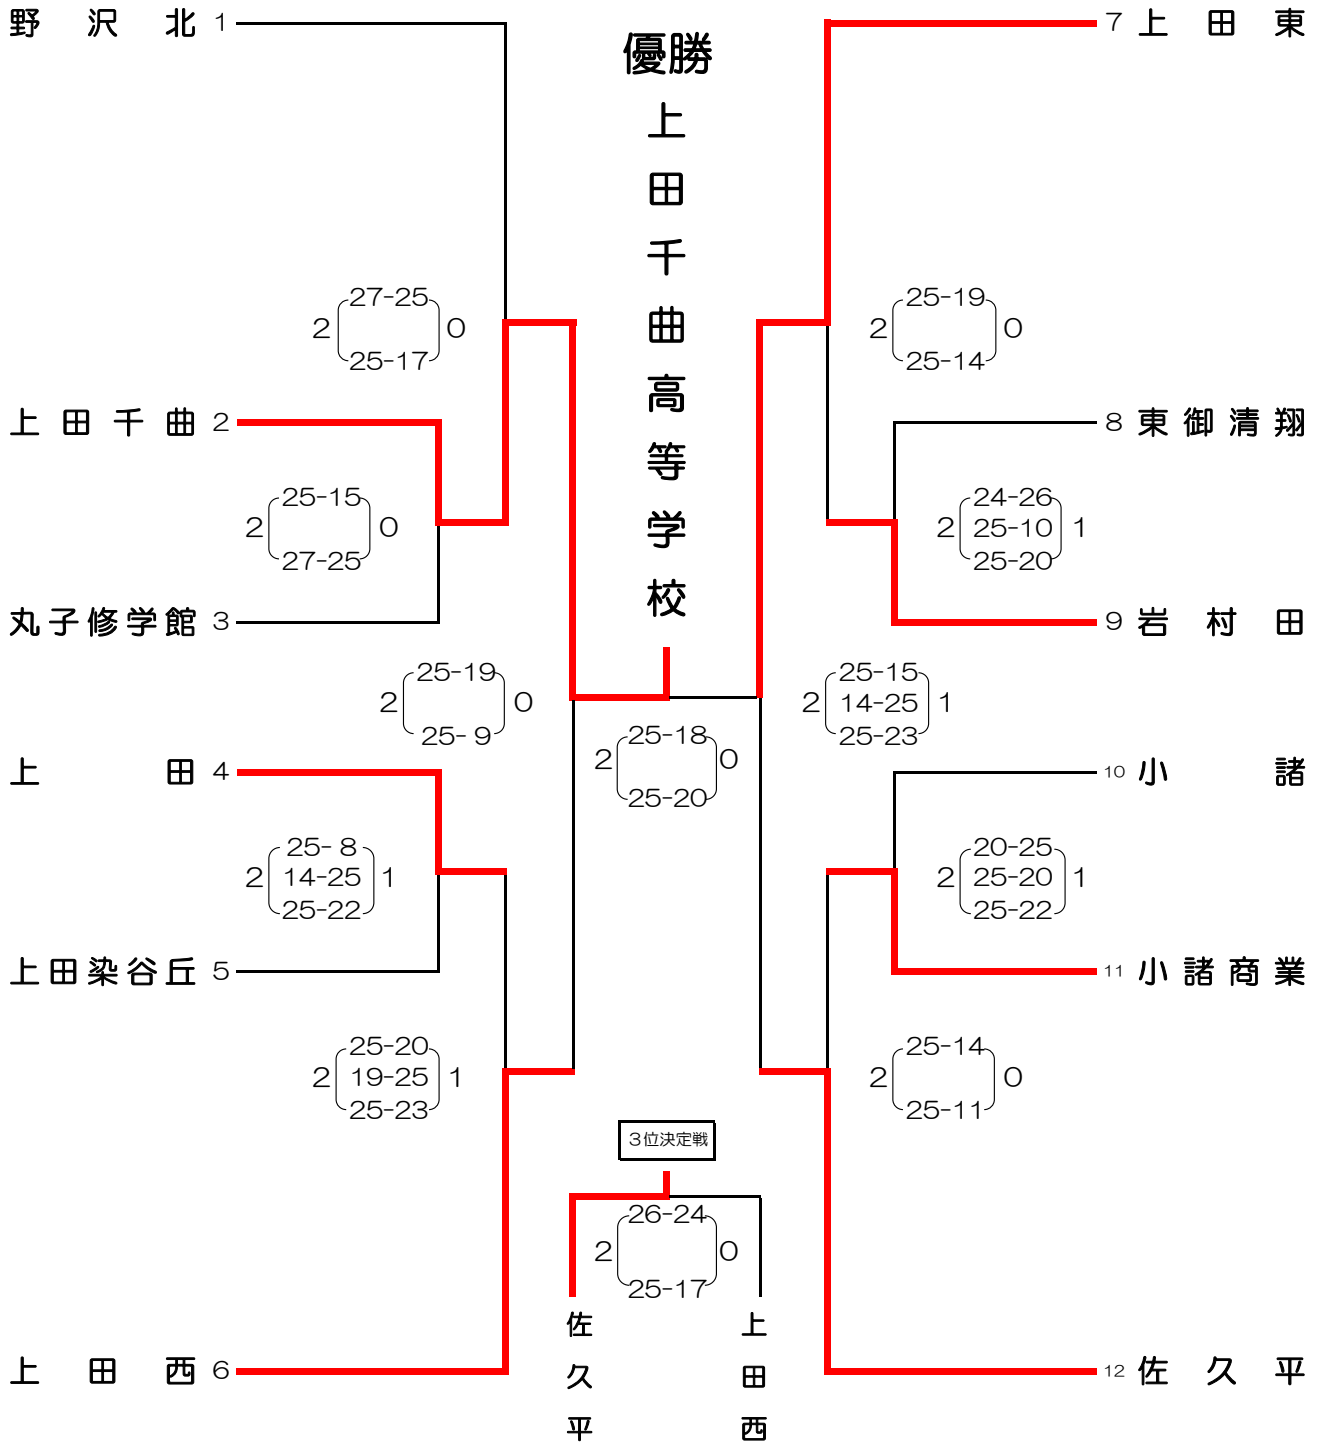 野沢北 1
7 上田東
優勝
上田千曲高等学校
27-25
2 0
25-17
25-19
2 0
25-14
上田千曲 2
8 東御清翔
25-15
2 0
27-25
24-26
2 25-10 1
25-20
丸子修学館 3
9 岩村田
25-19
2 0
25- 9
25-15
2 14-25 1
25-23
25-18
2 0
25-20
上田 4
10 小諸
25- 8
2 14-25 1
25-22
20-25
2 25-20 1
25-22
上田染谷丘 5
11 小諸商業
25-20
2 19-25 1
25-23
25-14
2 0
25-11
3位決定戦
26-24
2 0
25-17
佐久平
上田西
上田西 6
12 佐久平